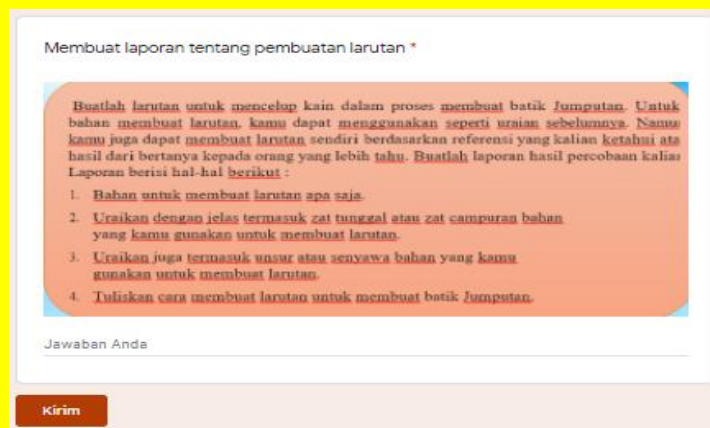 Membuat laporan tentang pembuatan larutan *
Buatlah larutan untuk mencelup kain dalam proses membuat batik Jumputan. Untuk
bahan membuat larutan, kamu dapat menggunakan seperti uraian sebelumnya. Namu
kamu juga dapat membuat larutan sendiri berdasarkan referensi yang kalian ketahui ata
hasil dari bertanya kepada orang yang lebih tahu. Buatlah laporan hasil percobaan kalia
Laporan berisi hal-hal berikut :
1. Bahan untuk membuat larutan apa saja.
2. Uraikan dengan jelas termasuk zat tunggal atau zat campuran bahan
yang kamu gunakan untuk membuat larutan.
3. Uraikan juga termasuk unsur atau senyawa bahan yang kamu
gunakan untuk membuat larutan.
4. Tuliskan cara membuat larutan untuk membuat batik Jumputan.
Jawaban Anda
Kirim